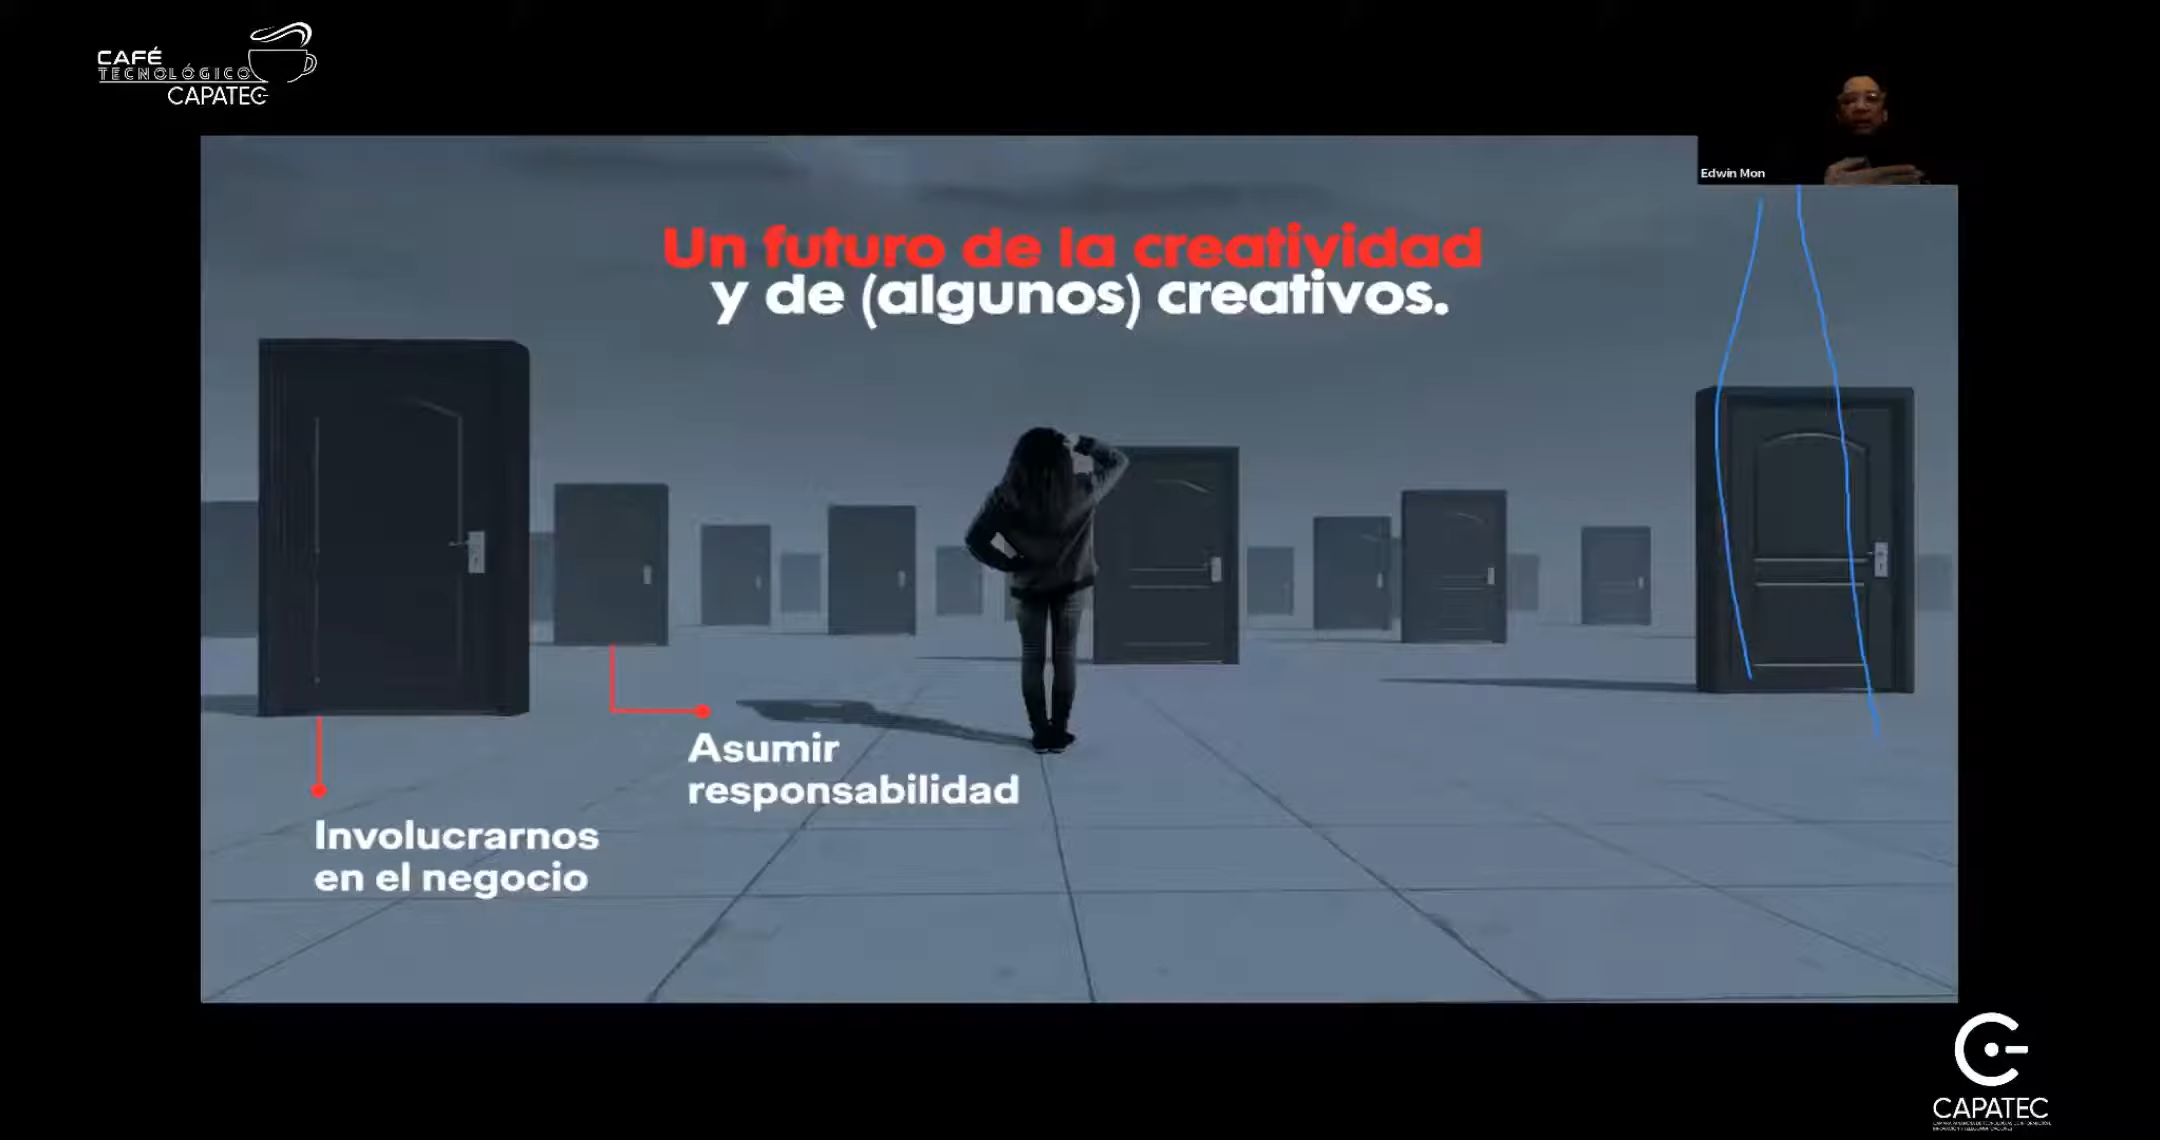 CAFÉ
TECNOLÓGICO
CAPATEC
Edwin Mon
Un futuro de la creatividad
y de (algunos) creativos.
Asumir
responsabilidad
Involucrarnos
en el negocio
CAPATEC